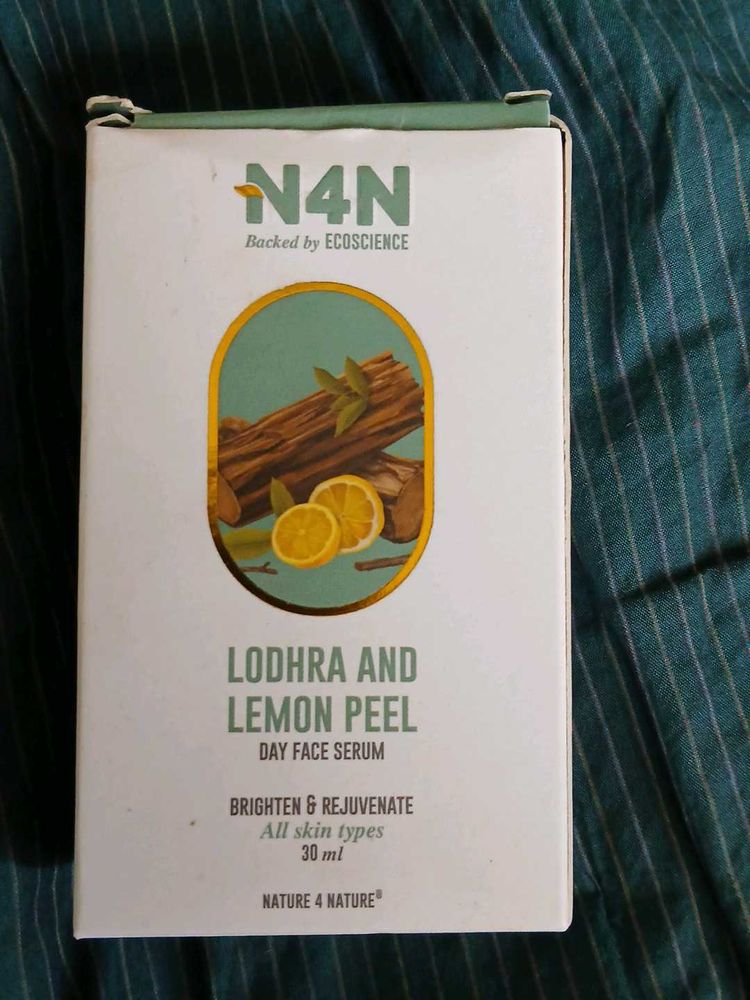 N4N
Backed by ECOSCIENCE
LODHRA AND
LEMON PEEL
DAY FACE SERUM
BRIGHTEN & REJUVENATE
All skin types
30 ml
NATURE 4 NATURE®